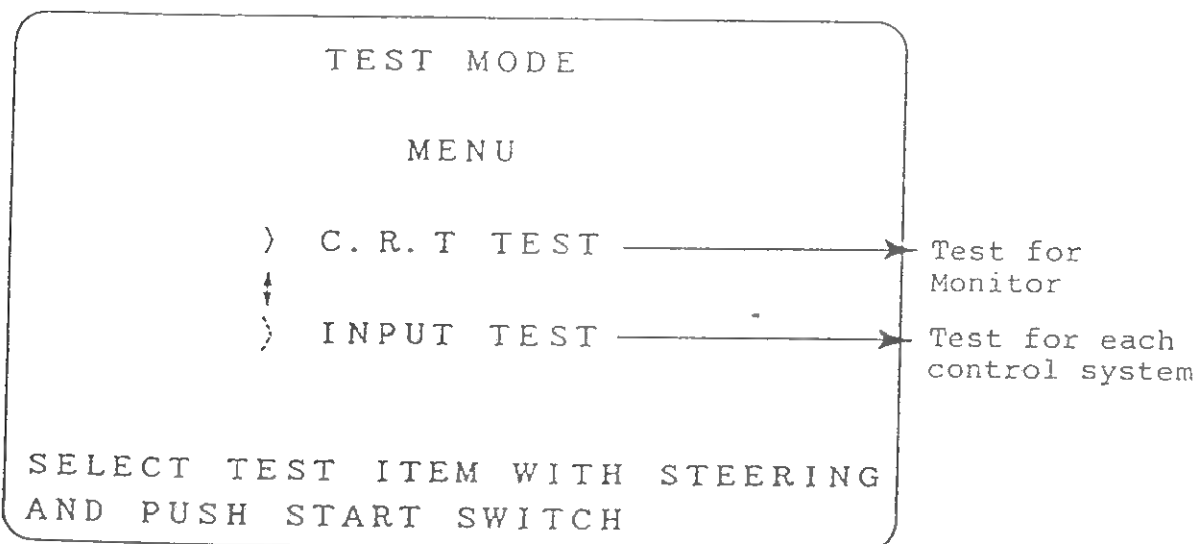 TEST MODE
MENU
〉 C.R.T TEST
Test for
Monitor
〉 INPUT TEST
Test for each
control system
SELECT TEST ITEM WITH STEERING
AND PUSH START SWITCH